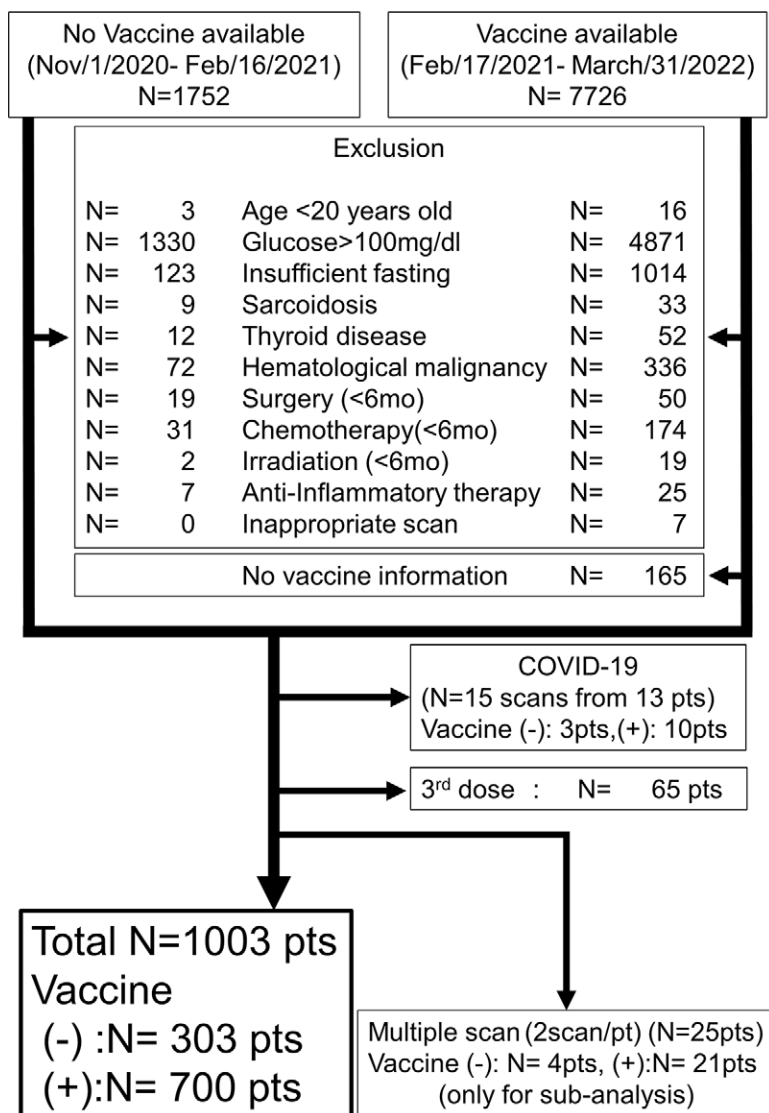 No Vaccine available
(Nov/1/2020- Feb/16/2021)
N=1752
Vaccine available
(Feb/17/2021- March/31/2022)
N= 7726
Exclusion
N= 3 Age <20 years old N= 16
N= 1330 Glucose>100mg/dl N= 4871
N= 123 Insufficient fasting N= 1014
N= 9 Sarcoidosis N= 33
N= 12 Thyroid disease N= 52
N= 72 Hematological malignancy N= 336
N= 19 Surgery (<6mo) N= 50
N= 31 Chemotherapy(<6mo) N= 174
N= 2 Irradiation (<6mo) N= 19
N= 7 Anti-Inflammatory therapy N= 25
N= 0 Inappropriate scan N= 7
No vaccine information N= 165
COVID-19
(N=15 scans from 13 pts)
Vaccine (-): 3pts,(+): 10pts
3rd dose : N= 65 pts
Total N=1003 pts
Vaccine
(-) :N= 303 pts
(+):N= 700 pts
Multiple scan (2scan/pt) (N=25pts)
Vaccine (-): N= 4pts, (+):N= 21pts
(only for sub-analysis)